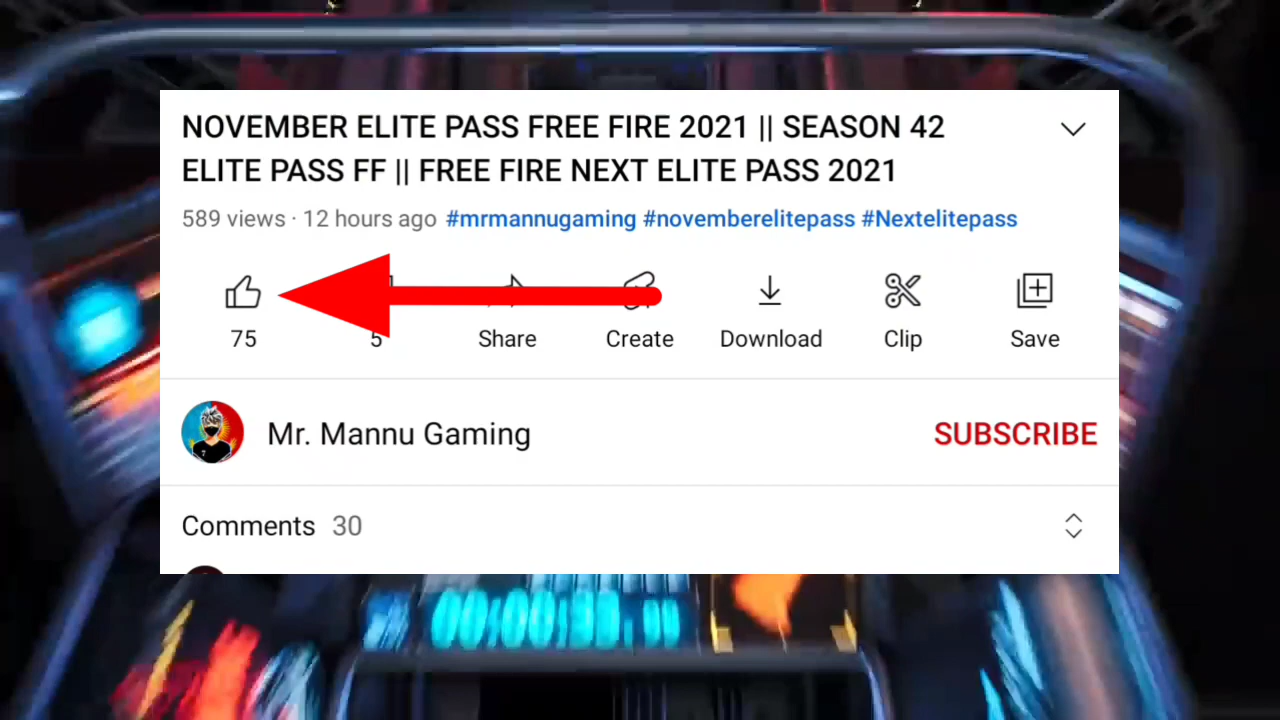 NOVEMBER ELITE PASS FREE FIRE 2021 || SEASON 42
ELITE PASS FF || FREE FIRE NEXT ELITE PASS 2021
589 views · 12 hours ago #mrmannugaming #novemberelitepass #Nextelitepass
75 5 Share Create Download Clip Save
Mr. Mannu Gaming SUBSCRIBE
Comments 30